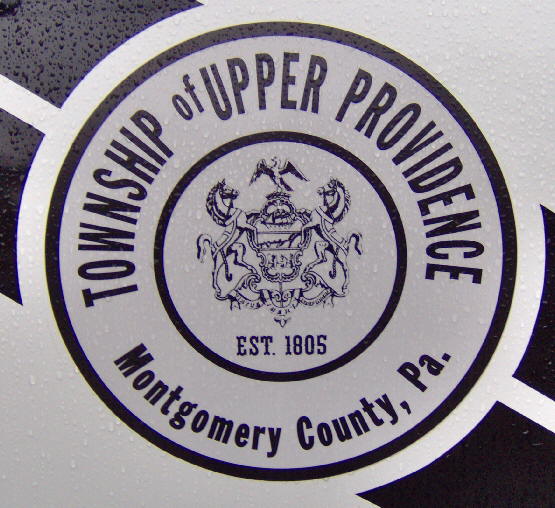 TOWNSHIP of UPPER PROVIDENCE
EST. 1805
Montgomery County, Pa.